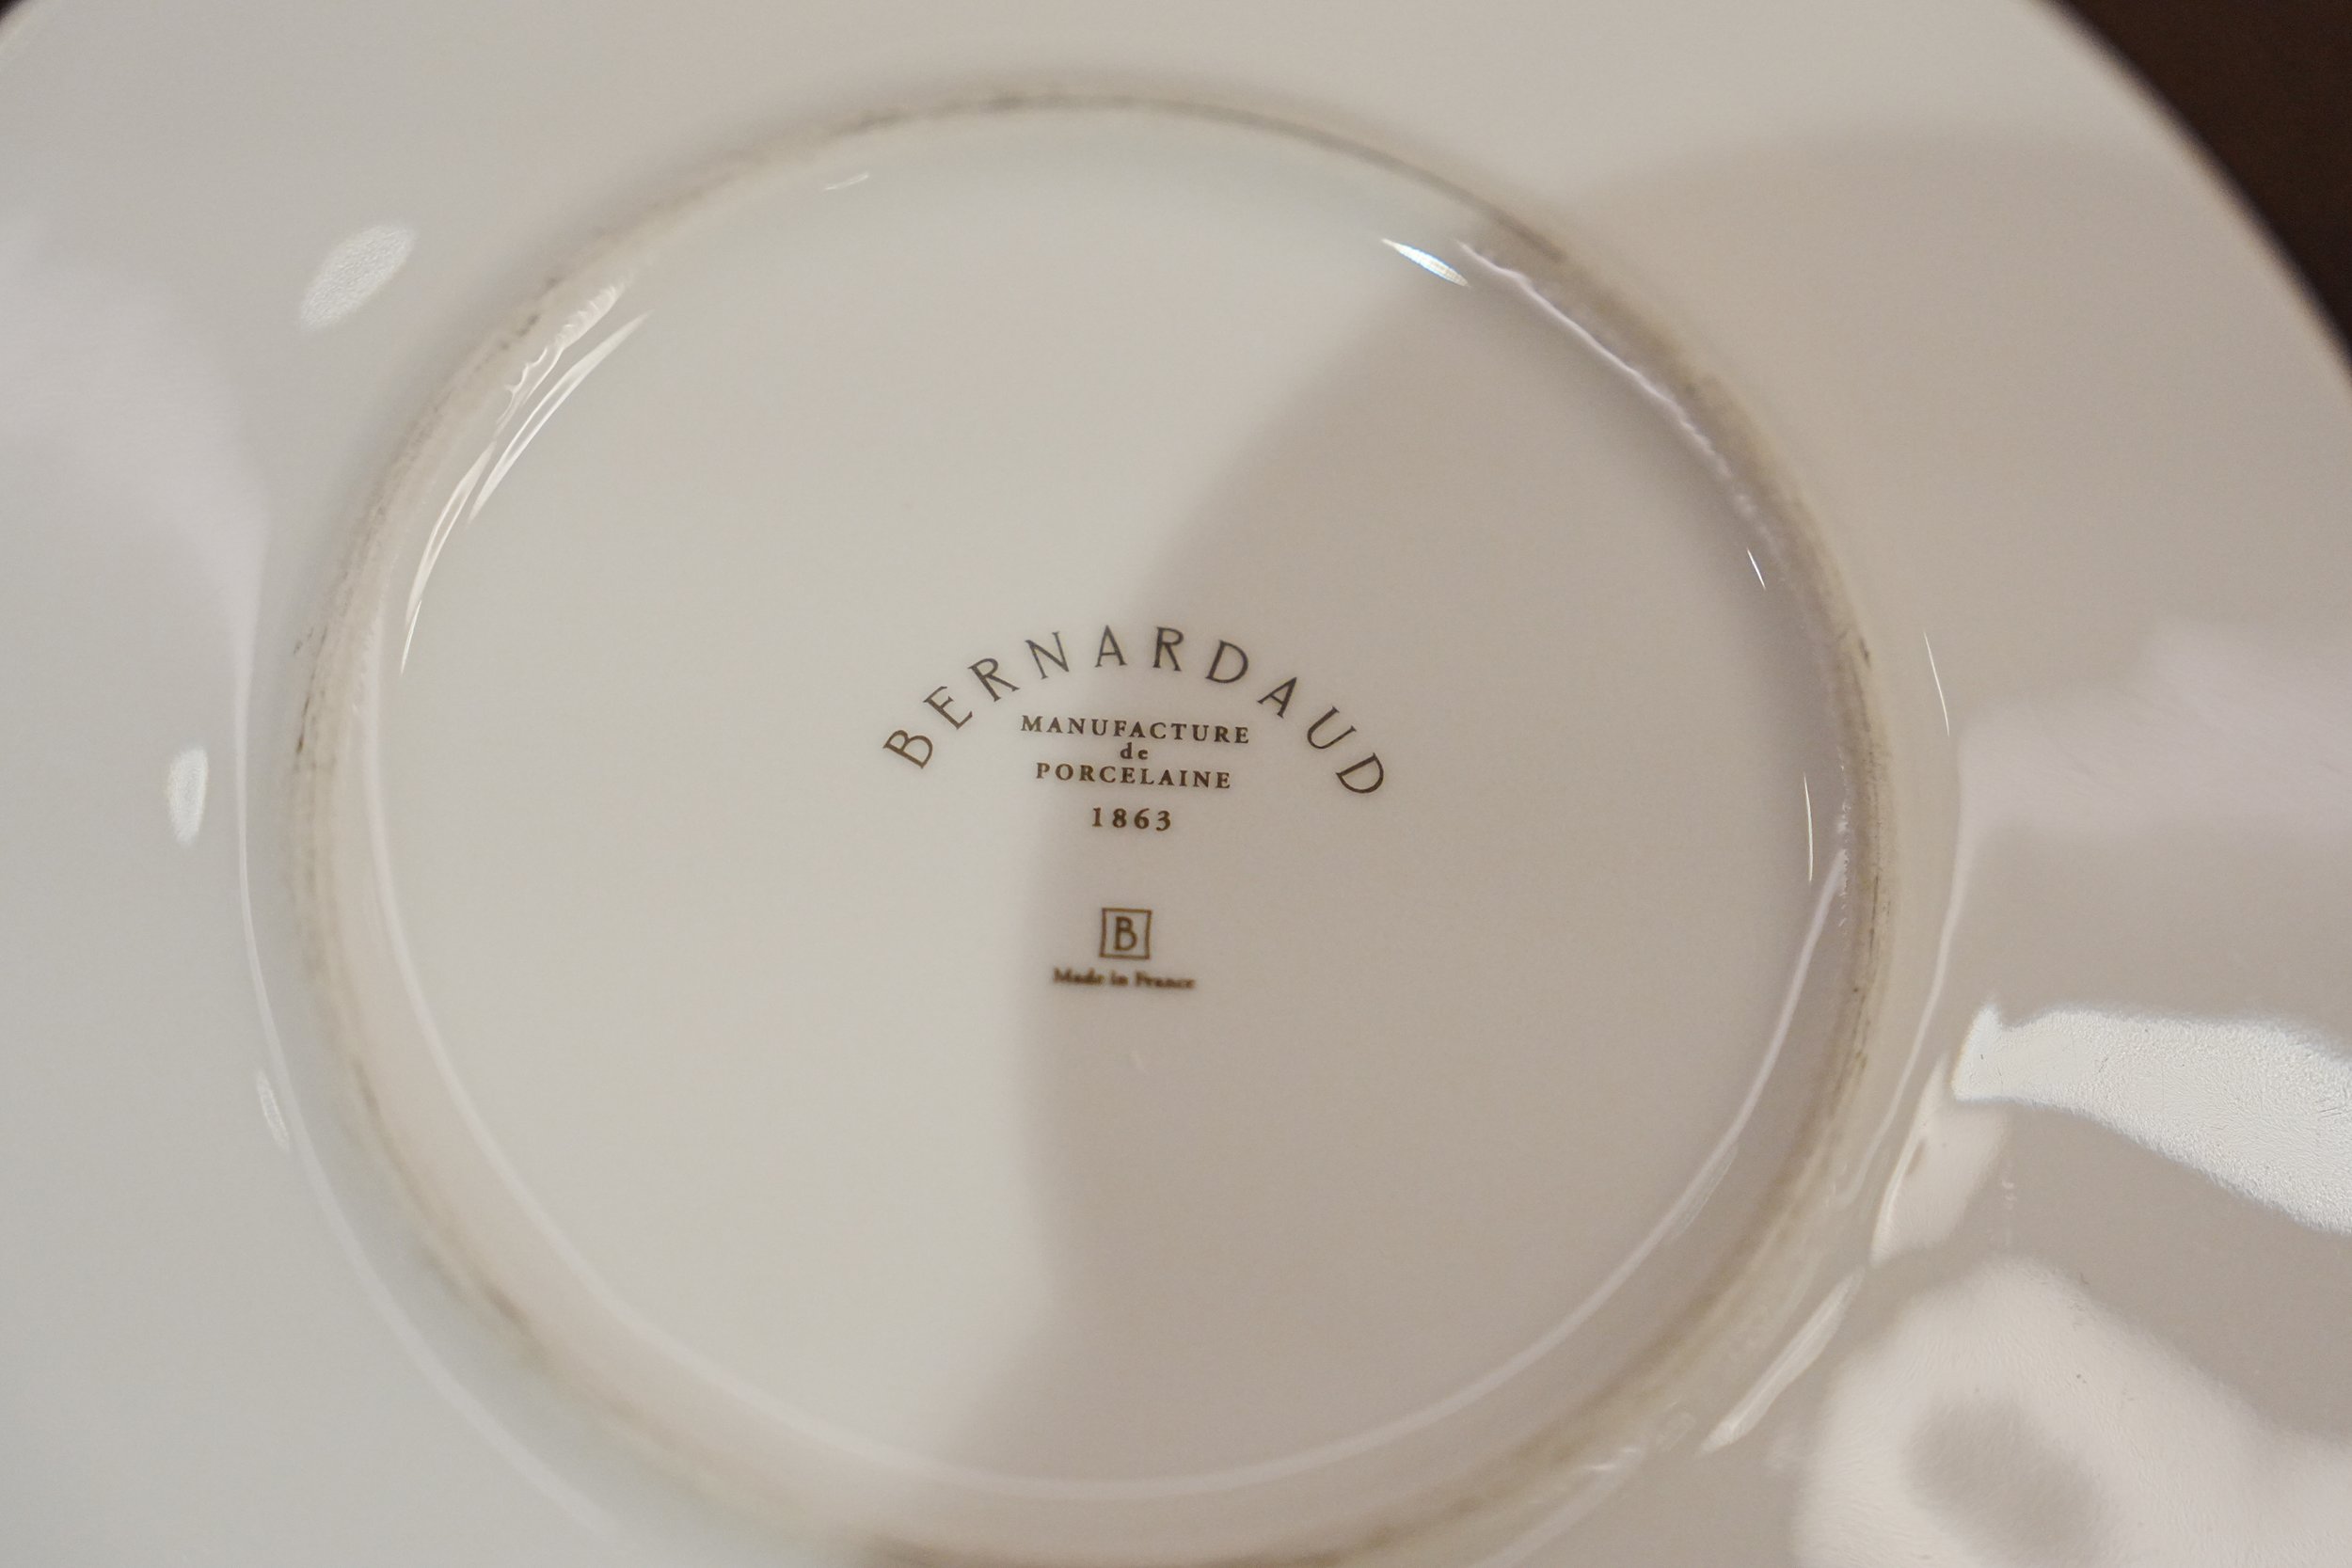 BERNARDAUD
MANUFACTURE
de
PORCELAINE
1863
B
Made in France